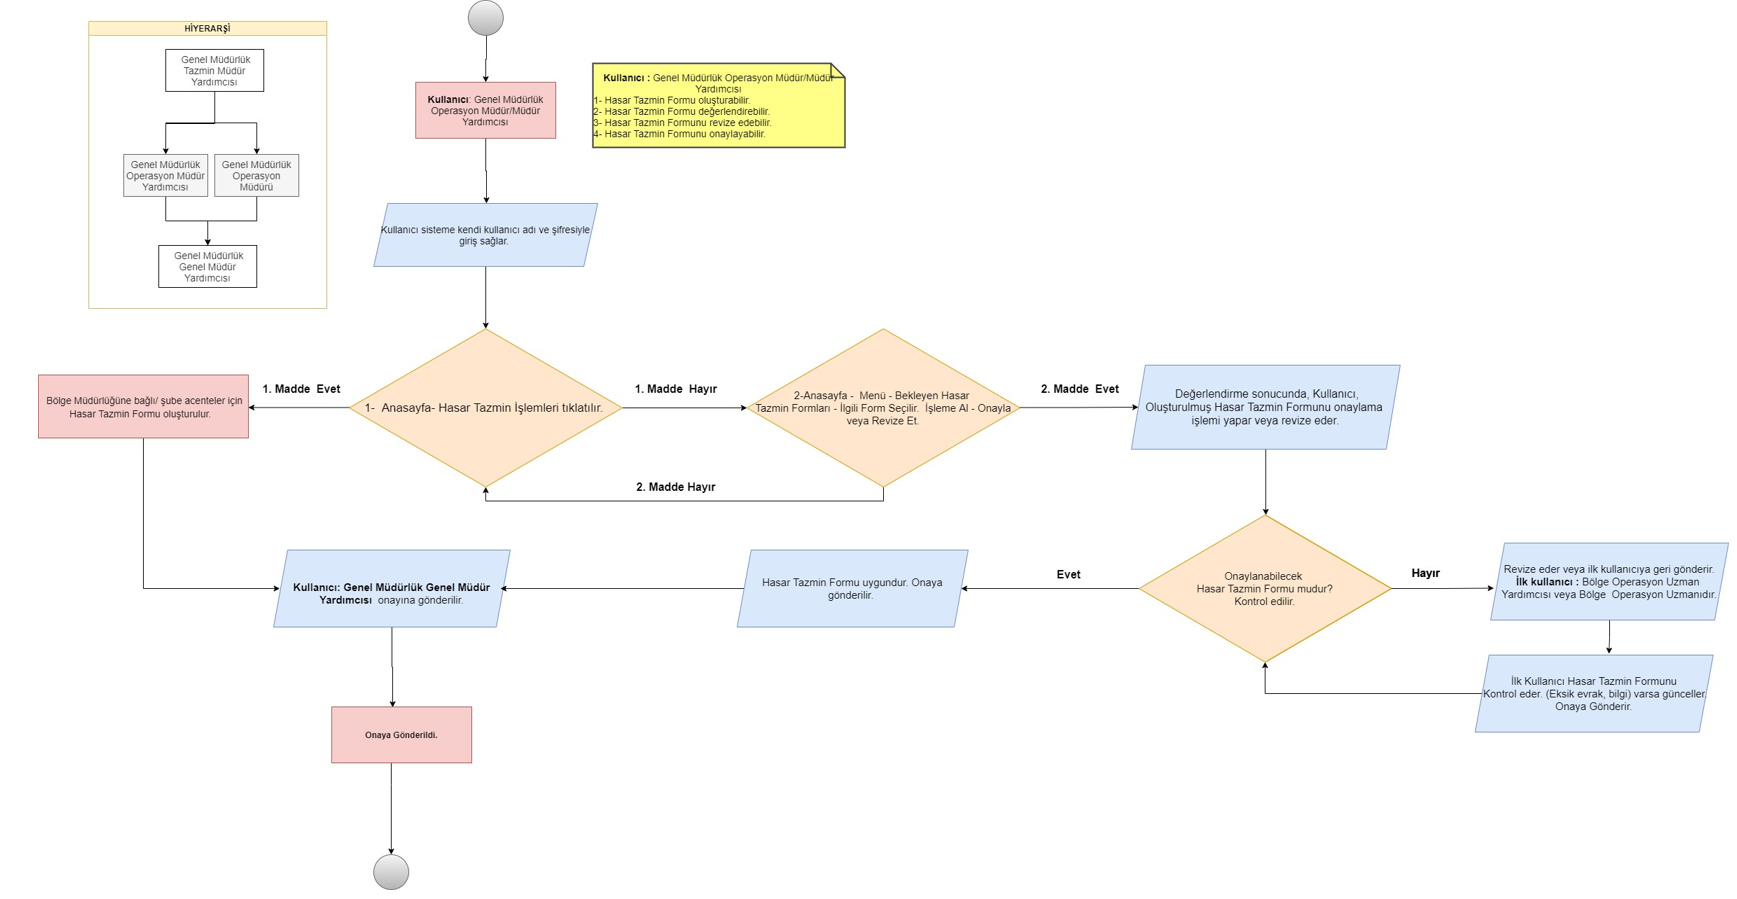 HİYERARŞİ
Genel Müdürlük
Tazmin Müdür
Yardımcısı
Genel Müdürlük
Operasyon Müdür
Yardımcısı
Genel Müdürlük
Operasyon
Müdürü
Genel Müdürlük
Genel Müdür
Yardımcısı
Kullanıcı: Genel Müdürlük
Operasyon Müdür/Müdür
Yardımcısı
Kullanıcı : Genel Müdürlük Operasyon Müdür/Müdür
Yardımcısı
1- Hasar Tazmin Formu oluşturabilir.
2- Hasar Tazmin Formu değerlendirebilir.
3- Hasar Tazmin Formunu revize edebilir.
4- Hasar Tazmin Formunu onaylayabilir.
Kullanıcı sisteme kendi kullanıcı adı ve şifresiyle
giriş sağlar.
1. Madde Evet
1- Anasayfa- Hasar Tazmin İşlemleri tıklatılır.
1. Madde Hayır
2-Anasayfa - Menü - Bekleyen Hasar
Tazmin Formları - İlgili Form Seçilir. İşleme Al - Onayla
veya Revize Et.
2. Madde Evet
Değerlendirme sonucunda, Kullanıcı,
Oluşturulmuş Hasar Tazmin Formunu onaylama
işlemi yapar veya revize eder.
Bölge Müdürlüğüne bağlı/ şube acenteler için
Hasar Tazmin Formu oluşturulur.
2. Madde Hayır
Kullanıcı: Genel Müdürlük Genel Müdür
Yardımcısı onayına gönderilir.
Hasar Tazmin Formu uygundur. Onaya
gönderilir.
Evet
Onaylanabilecek
Hasar Tazmin Formu mudur?
Kontrol edilir.
Hayır
Revize eder veya ilk kullanıcıya geri gönderir.
İlk kullanıcı : Bölge Operasyon Uzman
Yardımcısı veya Bölge Operasyon Uzmanıdır.
İlk Kullanıcı Hasar Tazmin Formunu
Kontrol eder. (Eksik evrak, bilgi) varsa günceller.
Onaya Gönderir.
Onaya Gönderildi.